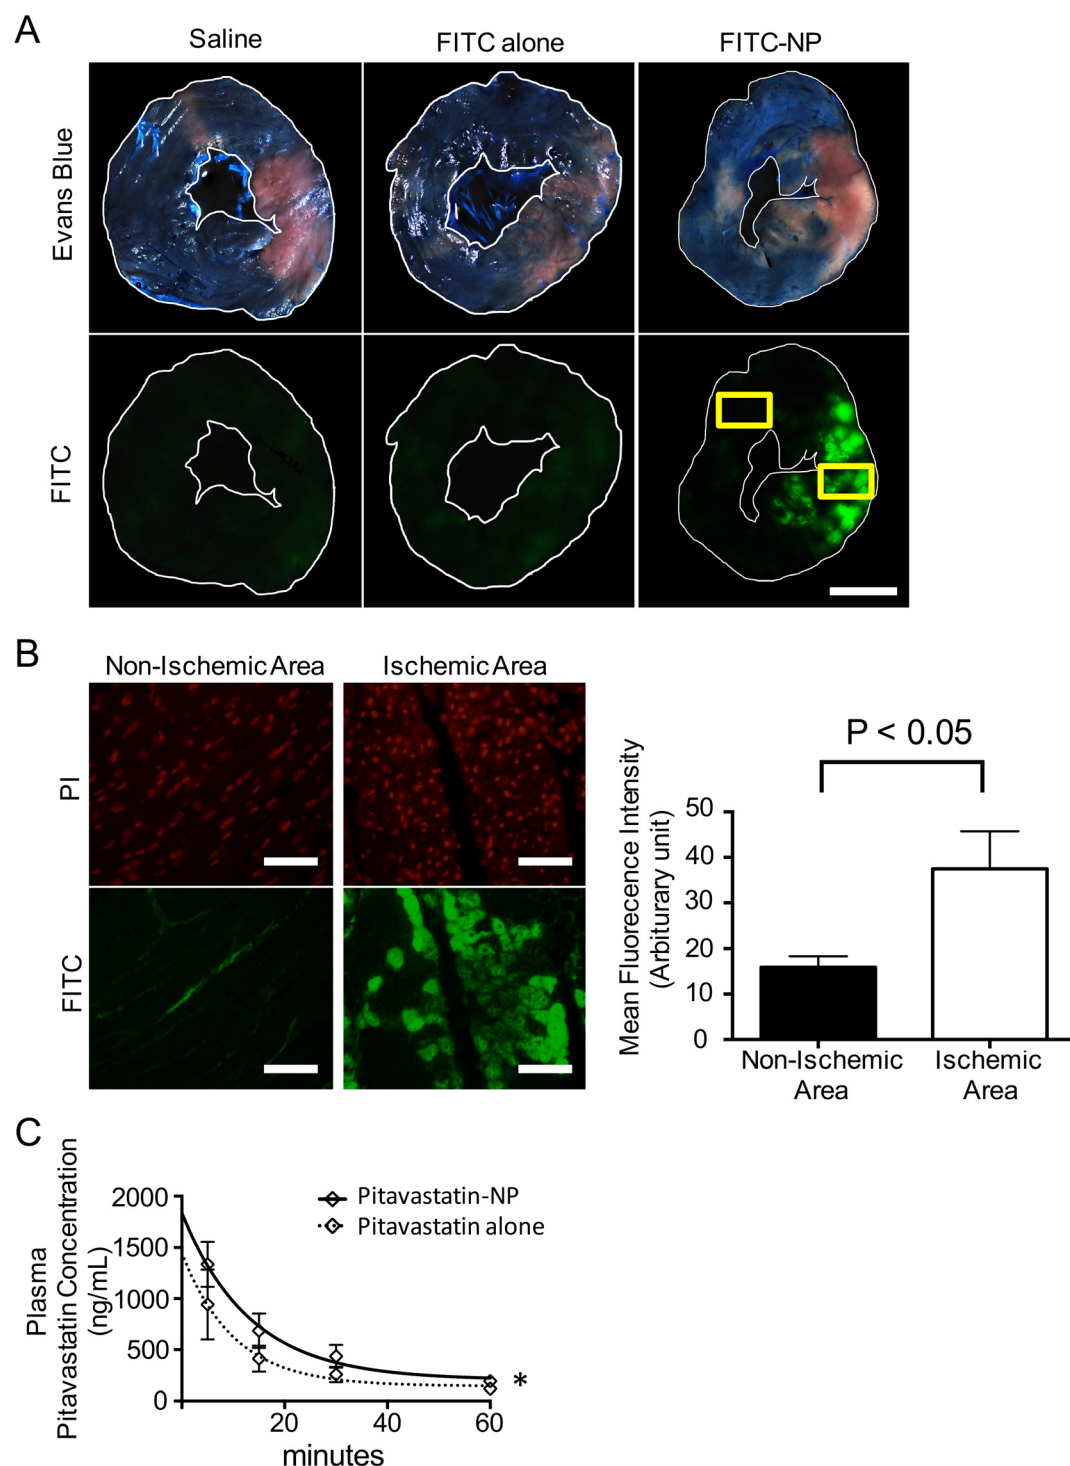 A
Saline
FITC alone
FITC-NP
Evans Blue
FITC
B
Non-Ischemic Area
Ischemic Area
PI
FITC
P < 0.05
Mean Fluorecence Intensity
(Arbiturary unit)
50
40
30
20
10
0
Non-Ischemic
Area
Ischemic
Area
C
Plasma
Pitavastatin Concentration
(ng/mL)
2000
1500
1000
500
0
Pitavastatin-NP
Pitavastatin alone
*
20
40
60
minutes